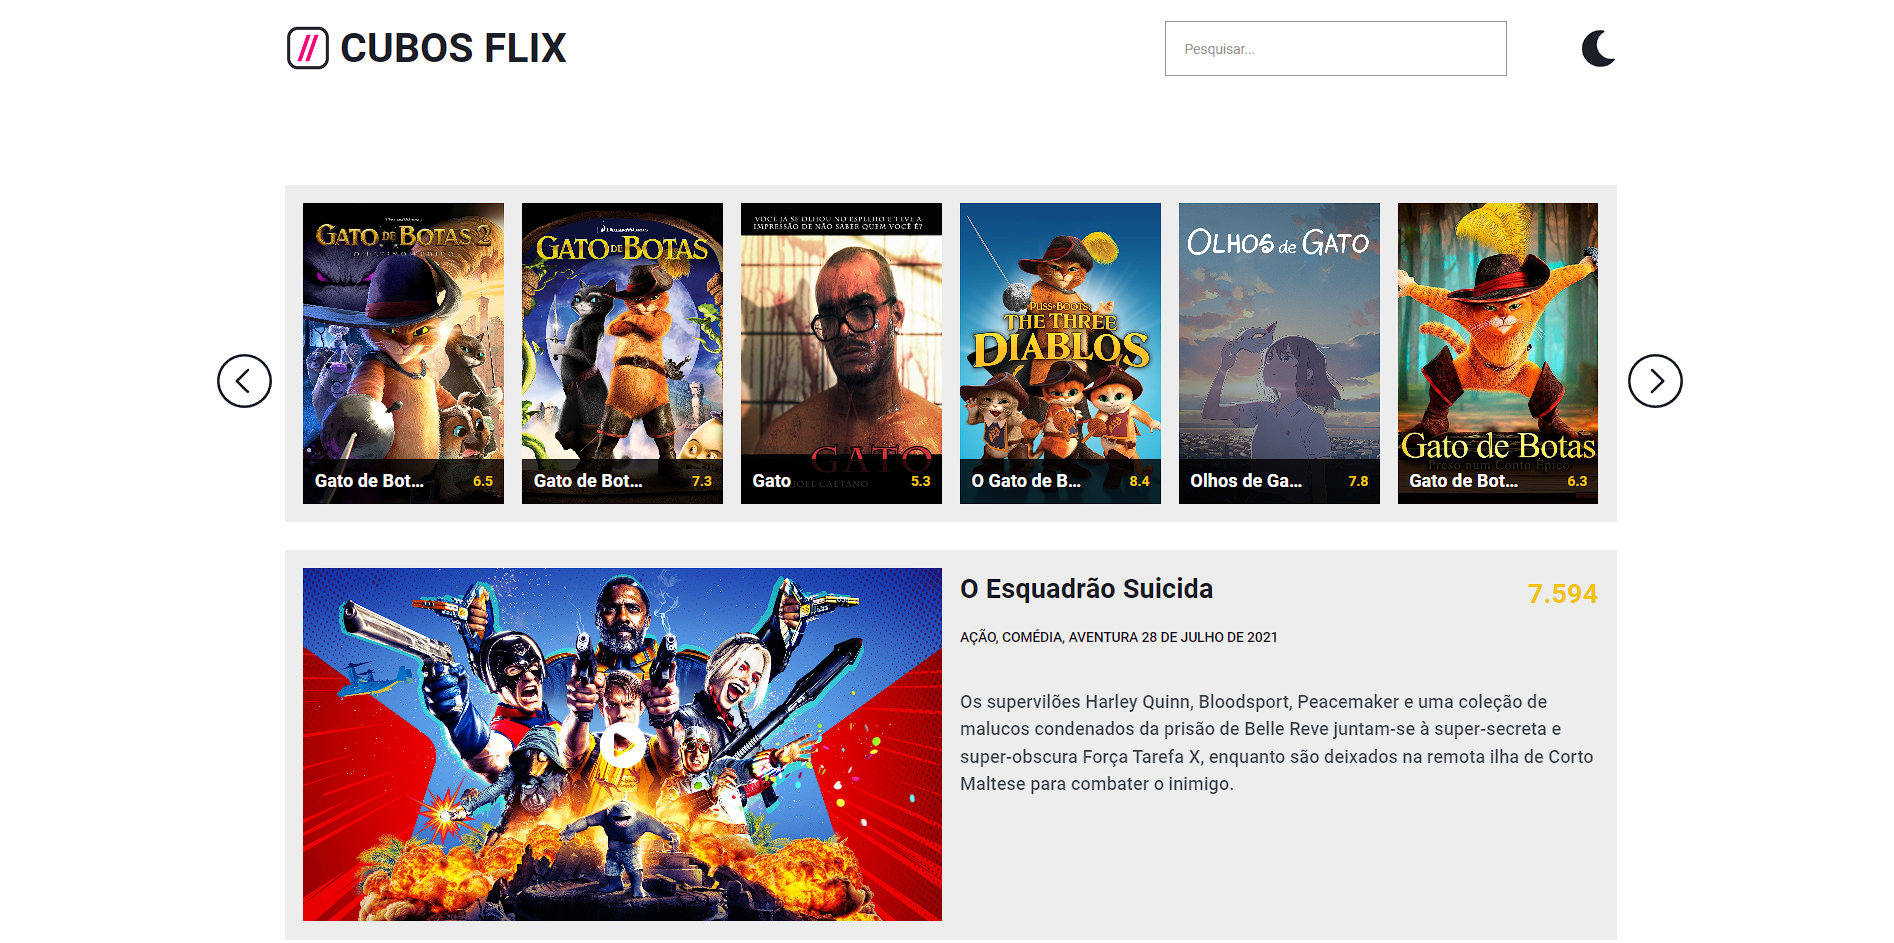 CUBOS FLIX
Pesquisar...
GATO DE BOTAS 2
O ÚLTIMO PEDIDO
Gato de Bot... 6.5
DREAMWORKS
GATO DE BOTAS
Gato de Bot... 7.3
VOCÊ JÁ SE OLHOU NO ESPELHO E TEVE A
IMPRESSÃO DE NÃO SABER QUEM VOCÊ É?
GATO
JOEL CAETANO
Gato 5.3
PUSS IN BOOTS:
THE THREE
DIABLOS
O Gato de B... 8.4
OLHOS de GATO
Olhos de Ga... 7.8
Gato de Botas
Preso num Conto Épico
Gato de Bot... 6.3
O Esquadrão Suicida
7.594
AÇÃO, COMÉDIA, AVENTURA 28 DE JULHO DE 2021
Os supervilões Harley Quinn, Bloodsport, Peacemaker e uma coleção de
malucos condenados da prisão de Belle Reve juntam-se à super-secreta e
super-obscura Força Tarefa X, enquanto são deixados na remota ilha de Corto
Maltese para combater o inimigo.